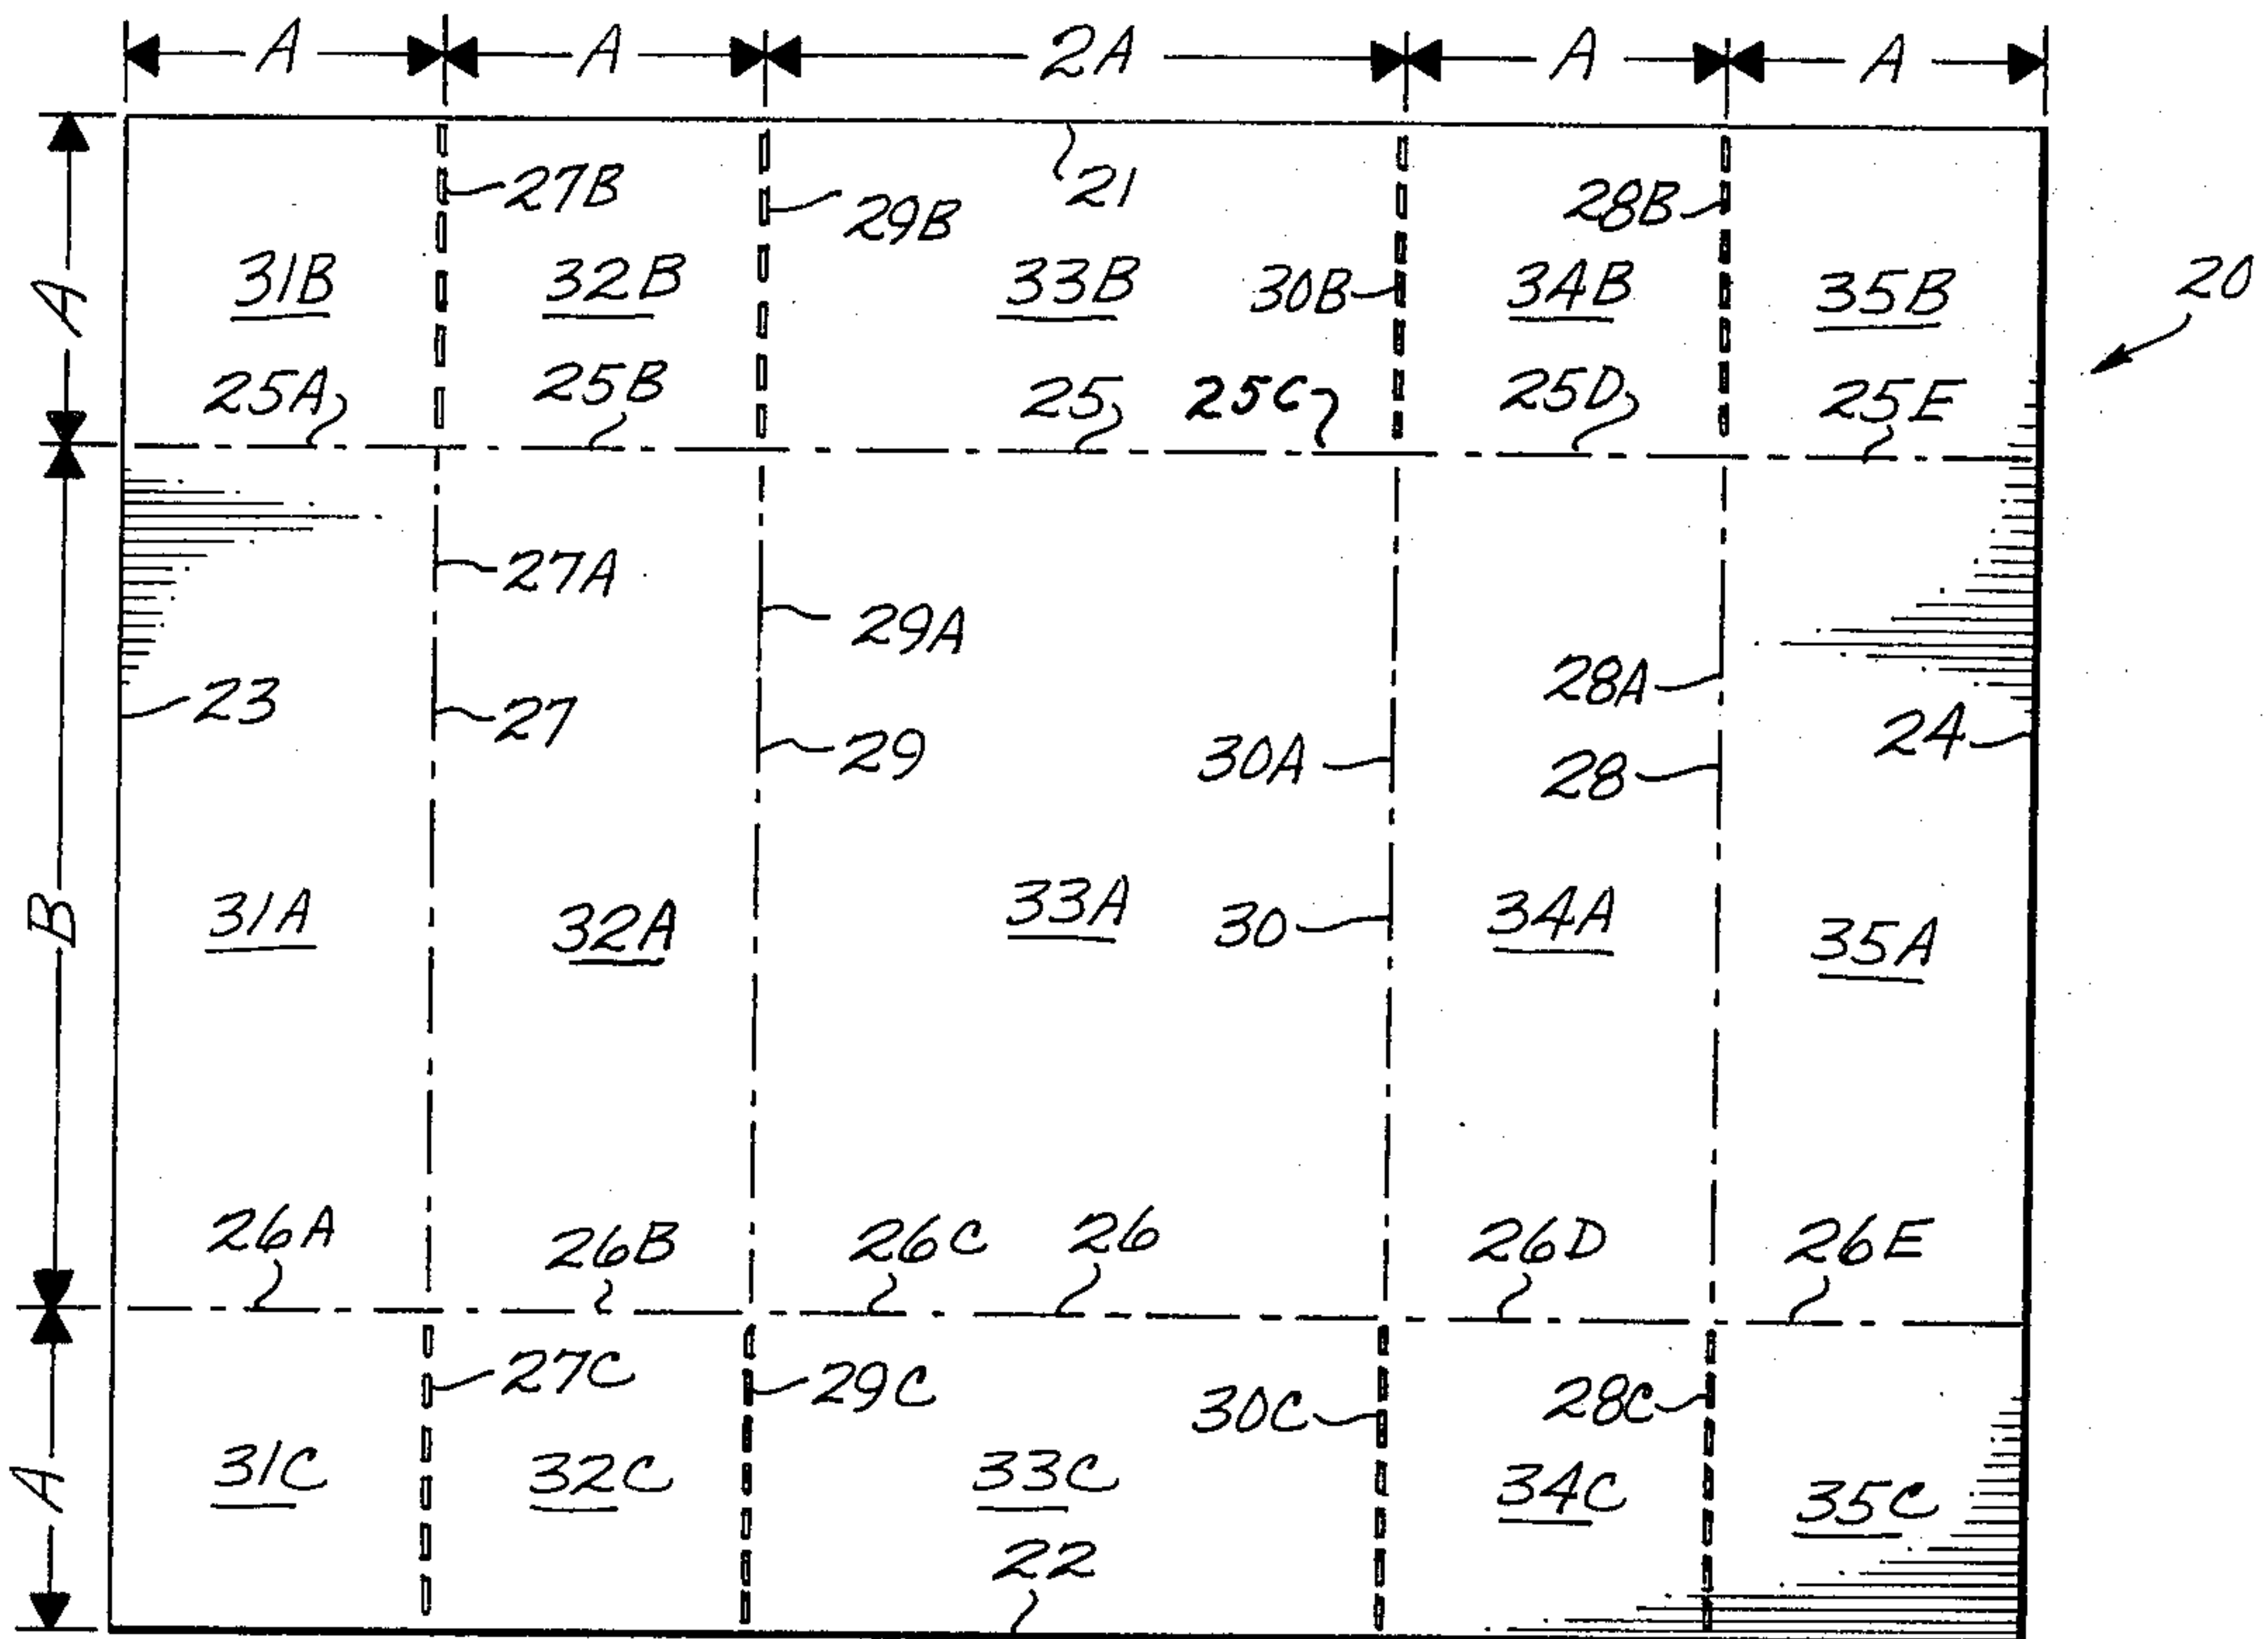 A A 2A A A
21
27B 29B 28B
A 31B 32B 33B 30B 34B 35B 20
25A 25B 25 25C 25D 25E
27A 29A 28A
23 27 29 30A 28 24
B 31A 32A 33A 30 34A 35A
26A 26B 26C 26 26D 26E
27C 29C 30C 28C
A 31C 32C 33C 34C 35C
22